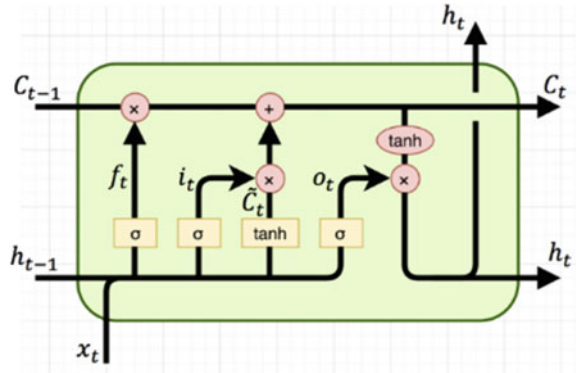 h_t
C_{t-1} × + C_t
tanh
f_t i_t × o_t ×
C̃_t
σ σ tanh σ
h_{t-1} h_t
x_t